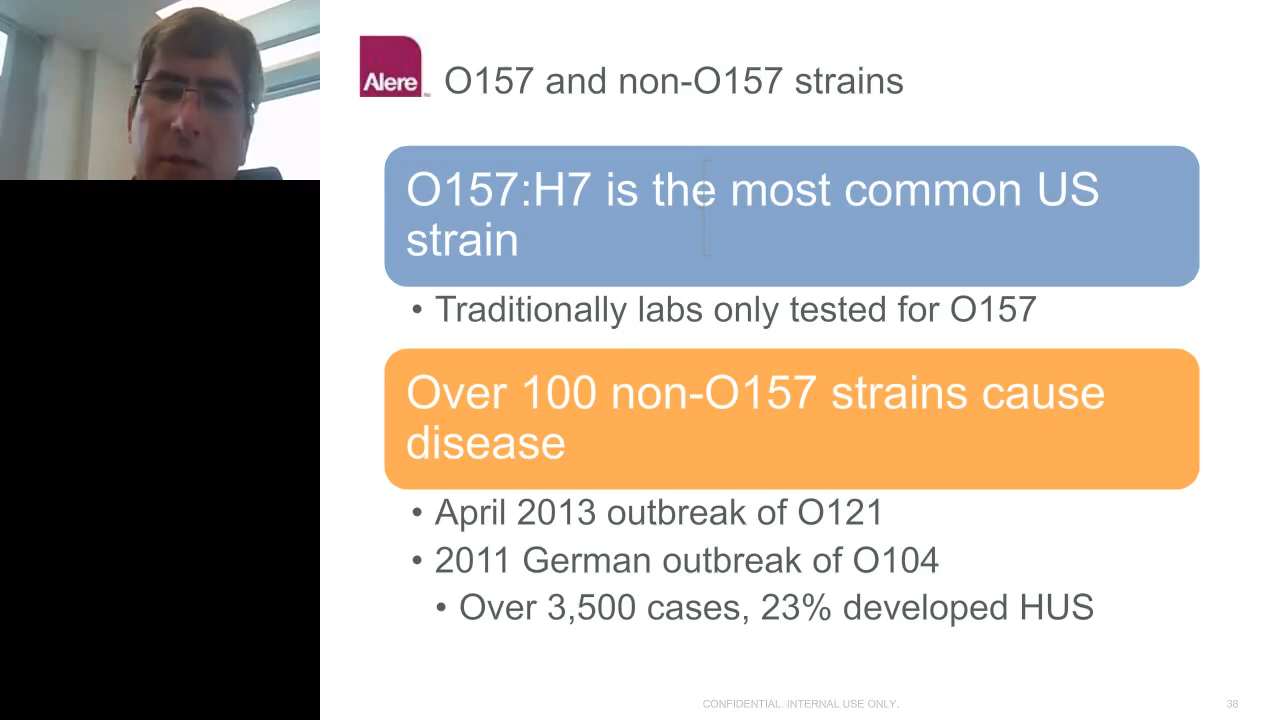 Alere
O157 and non-O157 strains
O157:H7 is the most common US
strain
• Traditionally labs only tested for O157
Over 100 non-O157 strains cause
disease
• April 2013 outbreak of O121
• 2011 German outbreak of O104
• Over 3,500 cases, 23% developed HUS
CONFIDENTIAL. INTERNAL USE ONLY.
38